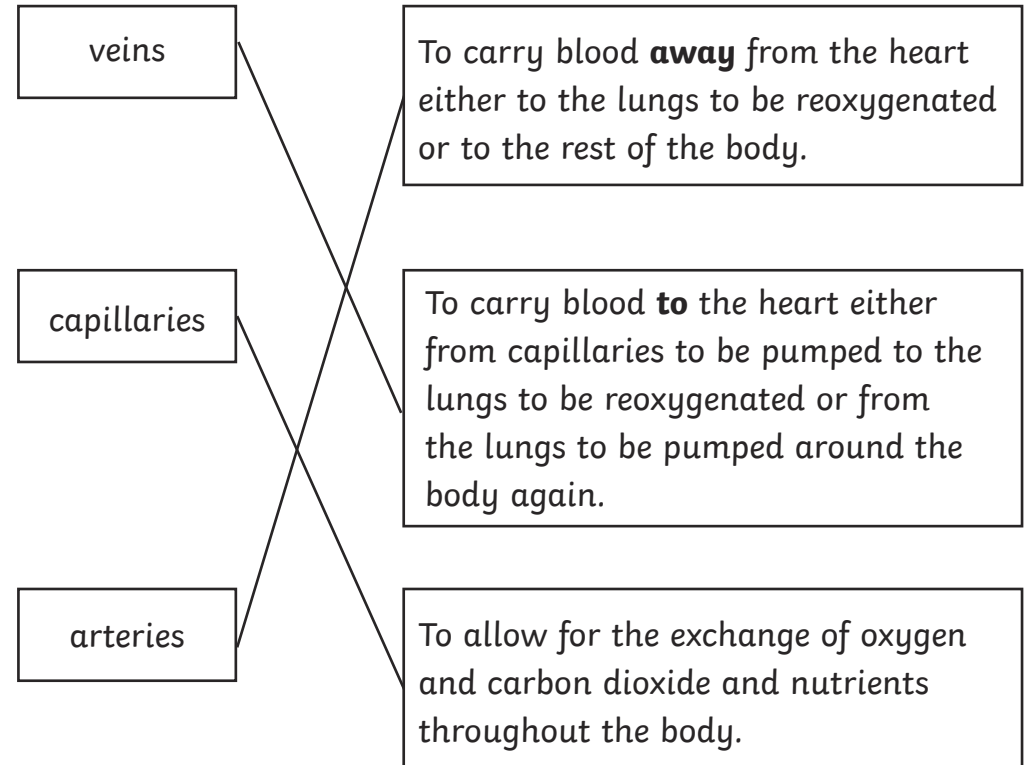 veins
To carry blood away from the heart
either to the lungs to be reoxygenated
or to the rest of the body.
capillaries
To carry blood to the heart either
from capillaries to be pumped to the
lungs to be reoxygenated or from
the lungs to be pumped around the
body again.
arteries
To allow for the exchange of oxygen
and carbon dioxide and nutrients
throughout the body.